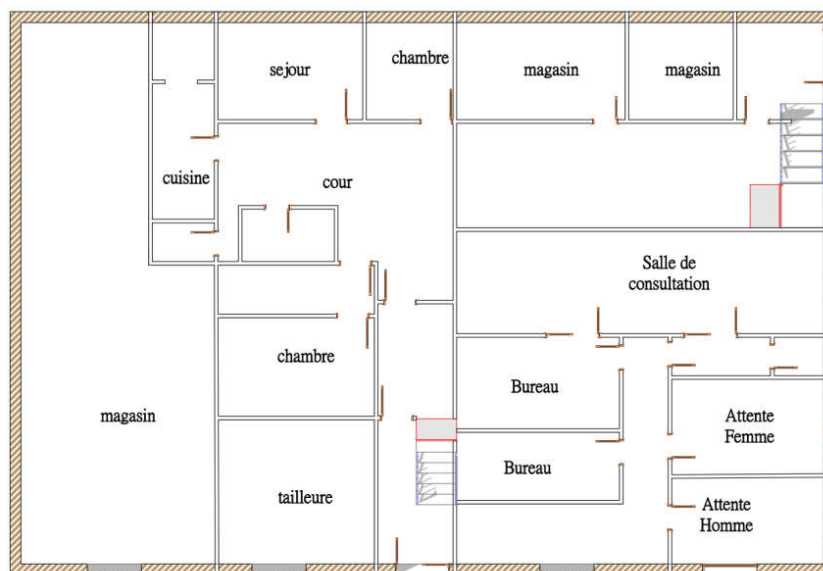 sejour
chambre
magasin
magasin
cuisine
cour
Salle de
consultation
chambre
Bureau
magasin
Attente
Femme
Bureau
tailleure
Attente
Homme